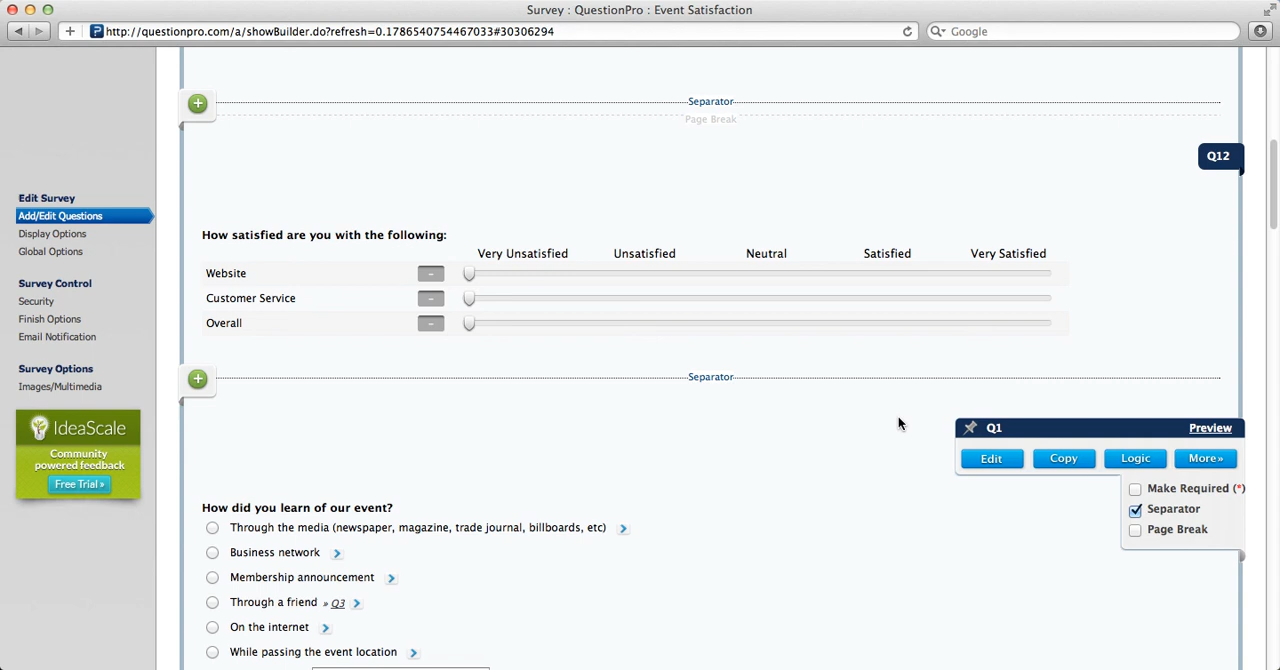 Survey : QuestionPro : Event Satisfaction
http://questionpro.com/a/showBuilder.do?refresh=0.1786540754467033#30306294
Google
Separator
Page Break
Q12
Edit Survey
Add/Edit Questions
Display Options
Global Options
Survey Control
Security
Finish Options
Email Notification
Survey Options
Images/Multimedia
IdeaScale
Community
powered feedback
Free Trial »
How satisfied are you with the following:
Very Unsatisfied Unsatisfied Neutral Satisfied Very Satisfied
Website -
Customer Service -
Overall -
Separator
Q1 Preview
Edit Copy Logic More»
Make Required (*)
Separator
Page Break
How did you learn of our event?
Through the media (newspaper, magazine, trade journal, billboards, etc)
Business network
Membership announcement
Through a friend » Q3
On the internet
While passing the event location